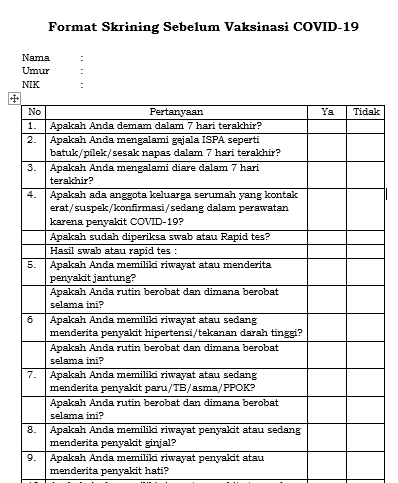 Format Skrining Sebelum Vaksinasi COVID-19
Nama :
Umur :
NIK :
No Pertanyaan Ya Tidak
1. Apakah Anda demam dalam 7 hari terakhir?
2. Apakah Anda mengalami gejala ISPA seperti
batuk/pilek/sesak napas dalam 7 hari terakhir?
3. Apakah Anda mengalami diare dalam 7 hari
terakhir?
4. Apakah ada anggota keluarga serumah yang kontak
erat/suspek/konfirmasi/sedang dalam perawatan
karena penyakit COVID-19?
Apakah sudah diperiksa swab atau Rapid tes?
Hasil swab atau rapid tes :
5. Apakah Anda memiliki riwayat atau menderita
penyakit jantung?
Apakah Anda rutin berobat dan dimana berobat
selama ini?
6 Apakah Anda memiliki riwayat atau sedang
menderita penyakit hipertensi/tekanan darah tinggi?
Apakah Anda rutin berobat dan dimana berobat
selama ini?
7. Apakah Anda memiliki riwayat atau sedang
menderita penyakit paru/TB/asma/PPOK?
Apakah Anda rutin berobat dan dimana berobat
selama ini?
8. Apakah Anda memiliki riwayat penyakit atau sedang
menderita penyakit ginjal?
9. Apakah Anda memiliki riwayat penyakit atau
menderita penyakit hati?